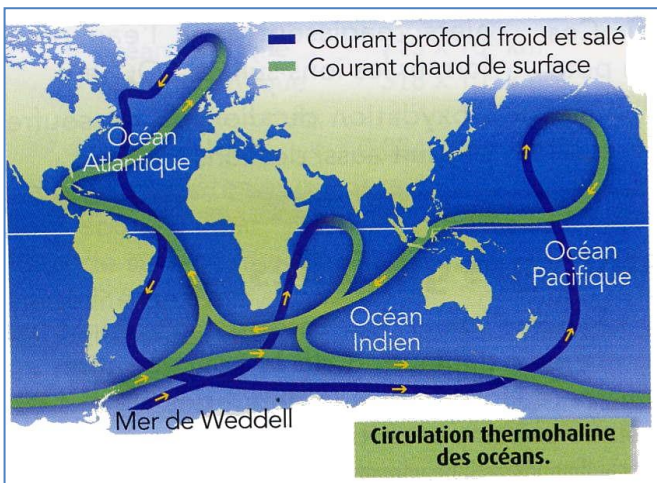 Courant profond froid et salé
Courant chaud de surface
Océan
Atlantique
Océan
Pacifique
Océan
Indien
Mer de Weddell
Circulation thermohaline
des océans.